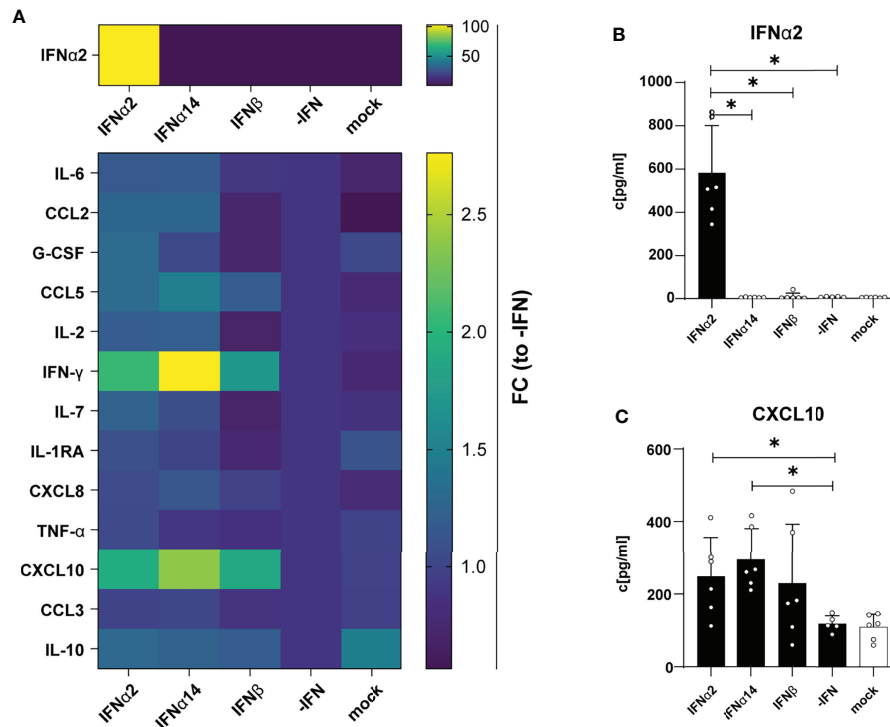 A
IFNα2
100
50
IFNα2
IFNα14
IFNβ
-IFN
mock
IL-6
CCL2
G-CSF
CCL5
IL-2
IFN-γ
IL-7
IL-1RA
CXCL8
TNF-α
CXCL10
CCL3
IL-10
2.5
2.0
1.5
1.0
FC (to -IFN)
IFNα2
IFNα14
IFNβ
-IFN
mock
B
IFNα2
*
*
*
1000
800
600
400
200
0
c[pg/ml]
IFNα2
IFNα14
IFNβ
-IFN
mock
C
CXCL10
*
*
600
400
200
0
c[pg/ml]
IFNα2
IFNα14
IFNβ
-IFN
mock